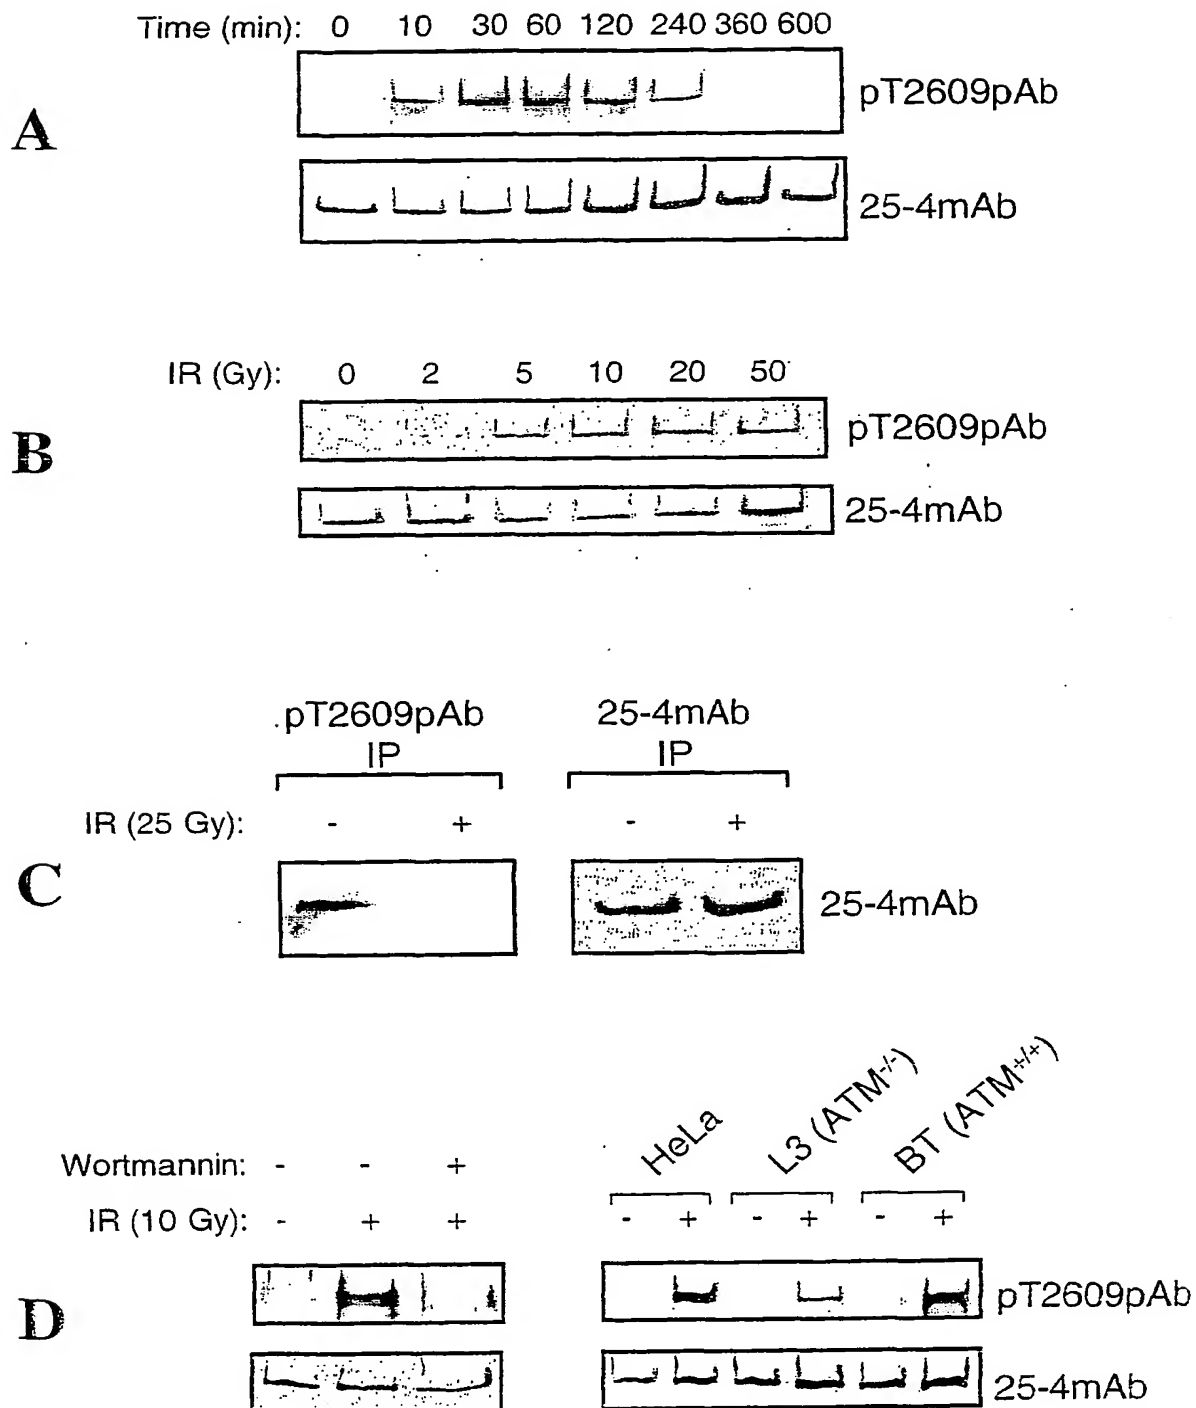 Time (min): 0 10 30 60 120 240 360 600
pT2609pAb
A
25-4mAb
IR (Gy): 0 2 5 10 20 50
pT2609pAb
B
25-4mAb
pT2609pAb 25-4mAb
IP IP
IR (25 Gy): - + - +
C
25-4mAb
HeLa L3 (ATM-/-) BT (ATM+/+)
Wortmannin: - - +
IR (10 Gy): - + + - + - + - +
pT2609pAb
D
25-4mAb